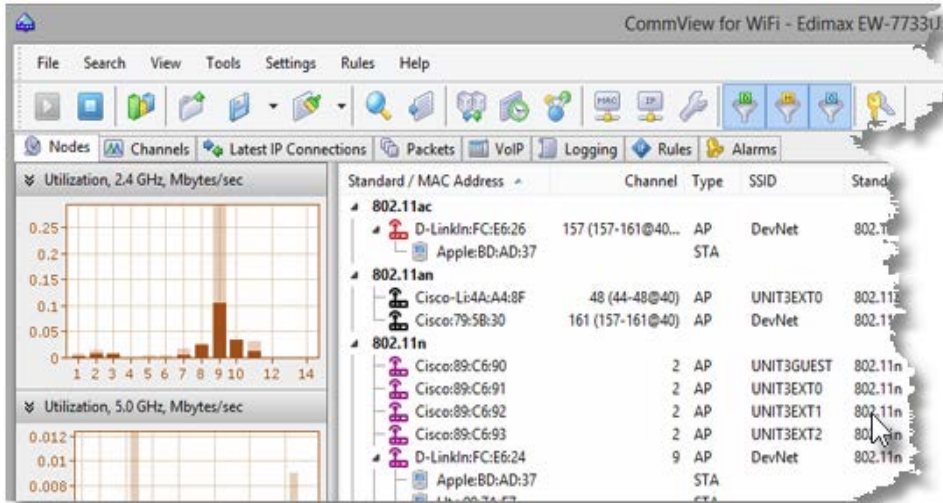 CommView for WiFi - Edimax EW-7733U
File Search View Tools Settings Rules Help
MAC IP D M C
Nodes Channels Latest IP Connections Packets VoIP Logging Rules Alarms
Utilization, 2.4 GHz, Mbytes/sec
0.25
0.2
0.15
0.1
0.05
0
1 2 3 4 5 6 7 8 9 10 12 14
Utilization, 5.0 GHz, Mbytes/sec
0.012
0.01
0.008
Standard / MAC Address Channel Type SSID
802.11ac
D-LinkIn:FC:E6:26 157 (157-161@40... AP DevNet
Apple:BD:AD:37 STA
802.11an
Cisco-Li:4A:A4:8F 48 (44-48@40) AP UNIT3EXT0
Cisco:79:5B:30 161 (157-161@40) AP DevNet
802.11n
Cisco:89:C6:90 2 AP UNIT3GUEST 802.11n
Cisco:89:C6:91 2 AP UNIT3EXT0 802.11n
Cisco:89:C6:92 2 AP UNIT3EXT1 802.11n
Cisco:89:C6:93 2 AP UNIT3EXT2
D-LinkIn:FC:E6:24 9 AP DevNet 802.11n
Apple:BD:AD:37 STA